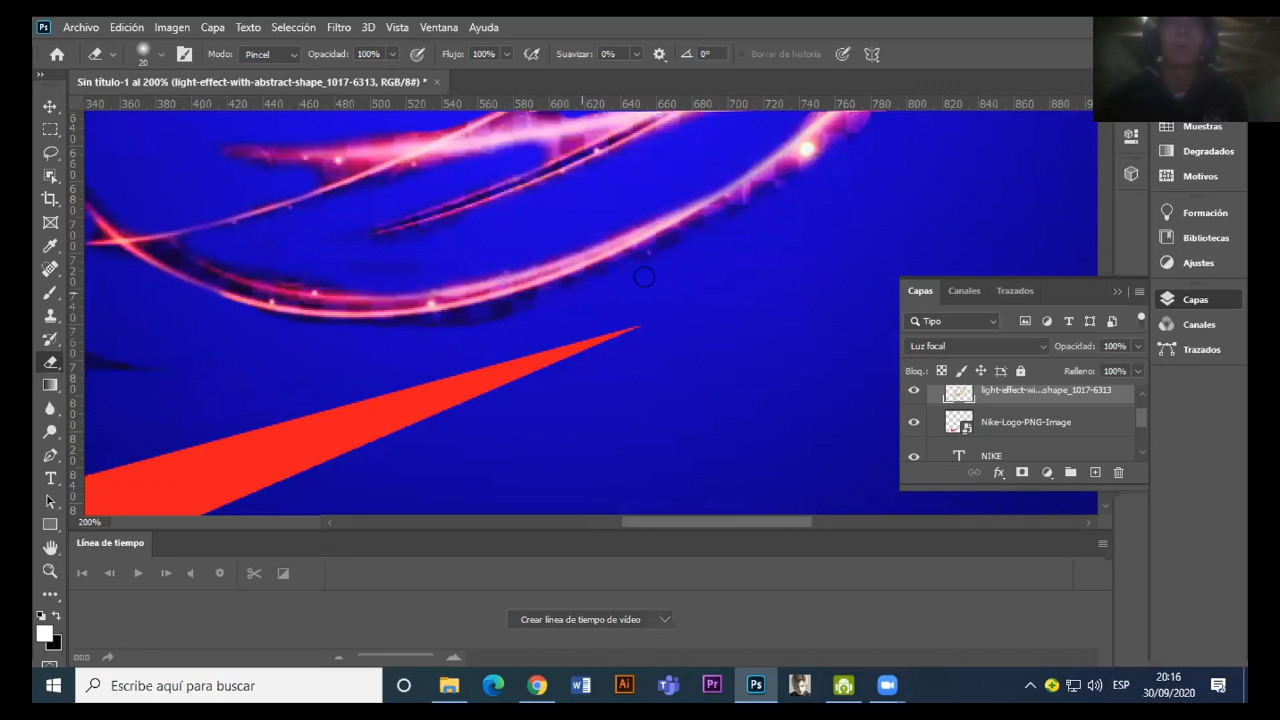 Ps Archivo Edición Imagen Capa Texto Selección Filtro 3D Vista Ventana Ayuda
20 Modo: Pincel Opacidad: 100% Flujo: 100% Suavizar: 0% 0° Borrar de historia
Sin título-1 al 200% (light-effect-with-abstract-shape_1017-6313, RGB/8#) * ×
340 360 380 400 420 440 460 480 500 520 540 560 580 600 620 640 660 680 700 720 740 760 780 800 820 840 860 880
Muestras
Degradados
Motivos
Formación
Bibliotecas
Ajustes
Capas
Canales
Trazados
Capas Canales Trazados
Tipo
Luz focal Opacidad: 100%
Bloq.: Relleno: 100%
light-effect-wi...shape_1017-6313
Nike-Logo-PNG-Image
T NIKE
fx
200%
Línea de tiempo
Crear línea de tiempo de vídeo
Escribe aquí para buscar
Ai Pr Ps
ESP
20:16
30/09/2020